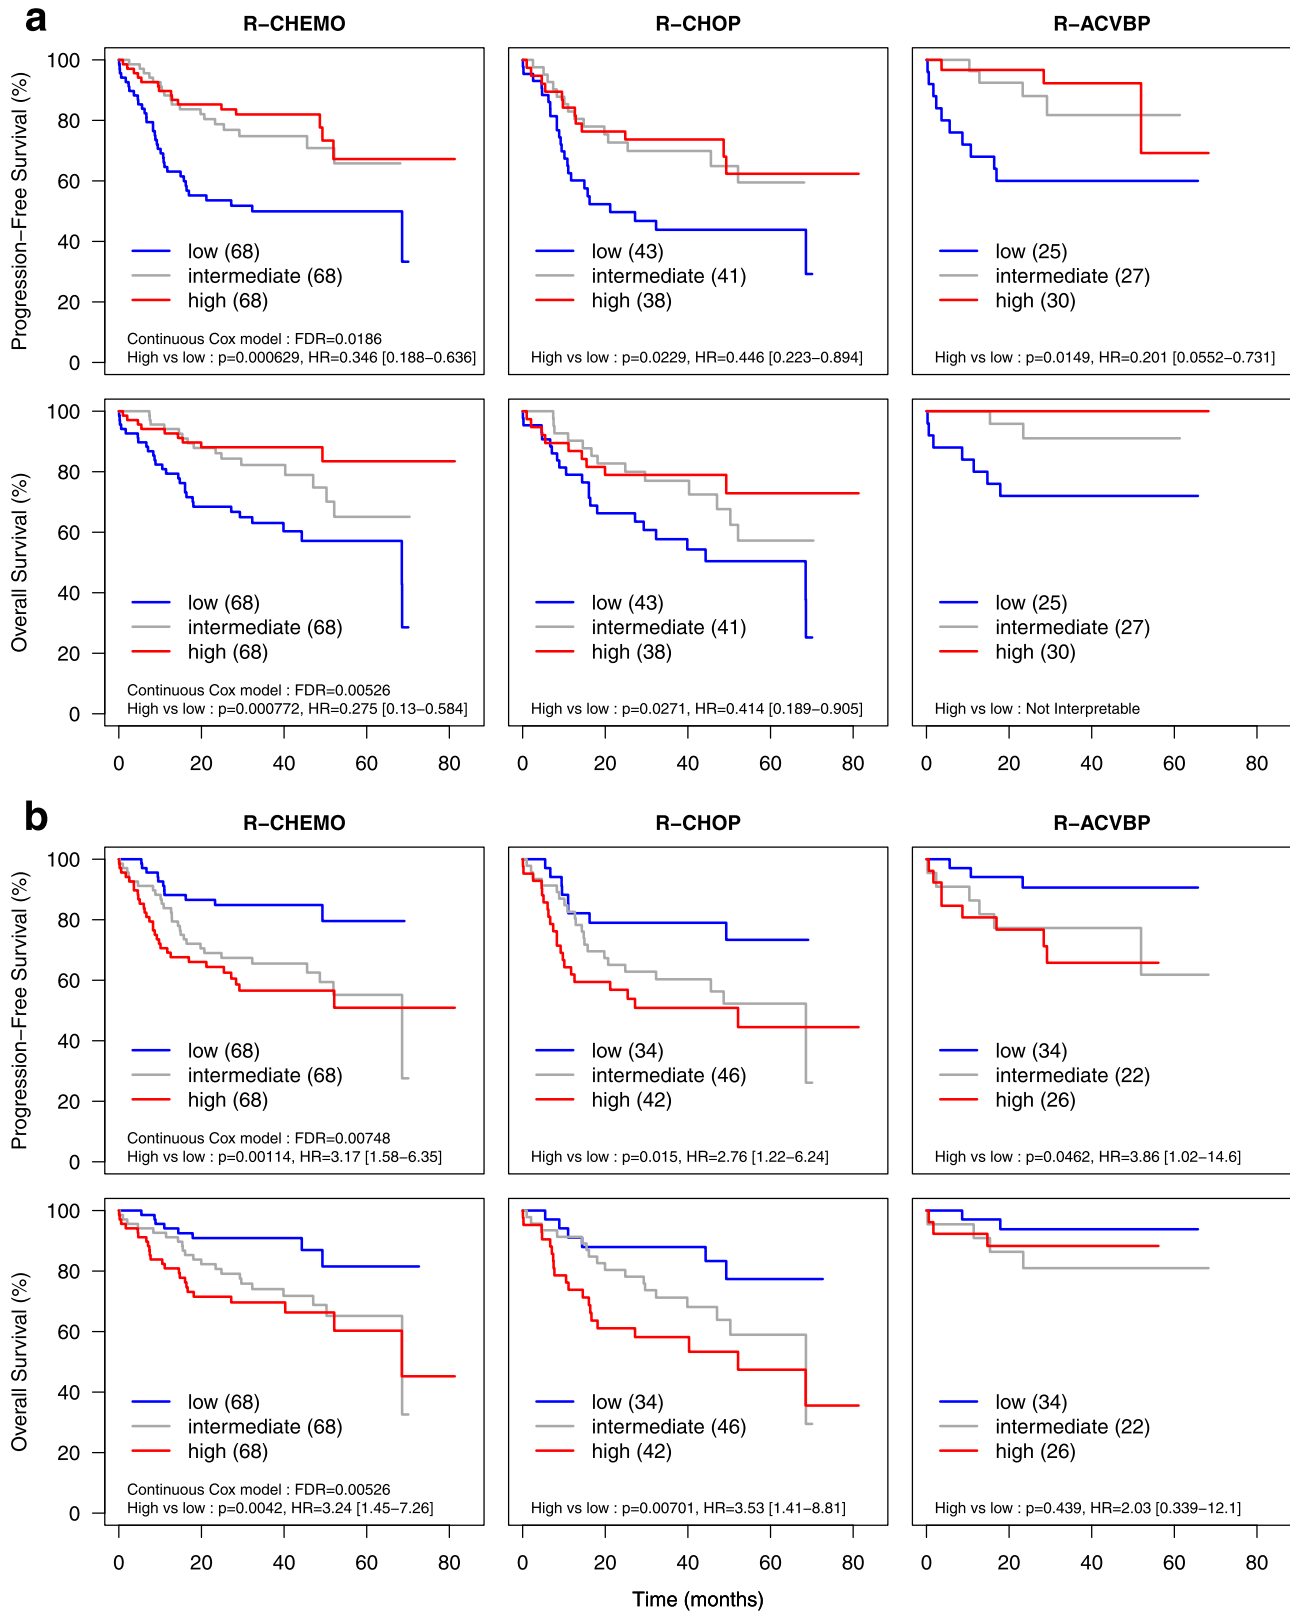 a
R−CHEMO
R−CHOP
R−ACVBP
Progression−Free Survival (%)
100
80
60
40
20
0
low (68)
intermediate (68)
high (68)
Continuous Cox model : FDR=0.0186
High vs low : p=0.000629, HR=0.346 [0.188−0.636]
low (43)
intermediate (41)
high (38)
High vs low : p=0.0229, HR=0.446 [0.223−0.894]
low (25)
intermediate (27)
high (30)
High vs low : p=0.0149, HR=0.201 [0.0552−0.731]
Overall Survival (%)
100
80
60
40
20
0
low (68)
intermediate (68)
high (68)
Continuous Cox model : FDR=0.00526
High vs low : p=0.000772, HR=0.275 [0.13−0.584]
low (43)
intermediate (41)
high (38)
High vs low : p=0.0271, HR=0.414 [0.189−0.905]
low (25)
intermediate (27)
high (30)
High vs low : Not Interpretable
0 20 40 60 80
0 20 40 60 80
0 20 40 60 80
b
R−CHEMO
R−CHOP
R−ACVBP
Progression−Free Survival (%)
100
80
60
40
20
0
low (68)
intermediate (68)
high (68)
Continuous Cox model : FDR=0.00748
High vs low : p=0.00114, HR=3.17 [1.58−6.35]
low (34)
intermediate (46)
high (42)
High vs low : p=0.015, HR=2.76 [1.22−6.24]
low (34)
intermediate (22)
high (26)
High vs low : p=0.0462, HR=3.86 [1.02−14.6]
Overall Survival (%)
100
80
60
40
20
0
low (68)
intermediate (68)
high (68)
Continuous Cox model : FDR=0.00526
High vs low : p=0.0042, HR=3.24 [1.45−7.26]
low (34)
intermediate (46)
high (42)
High vs low : p=0.00701, HR=3.53 [1.41−8.81]
low (34)
intermediate (22)
high (26)
High vs low : p=0.439, HR=2.03 [0.339−12.1]
0 20 40 60 80
0 20 40 60 80
0 20 40 60 80
Time (months)